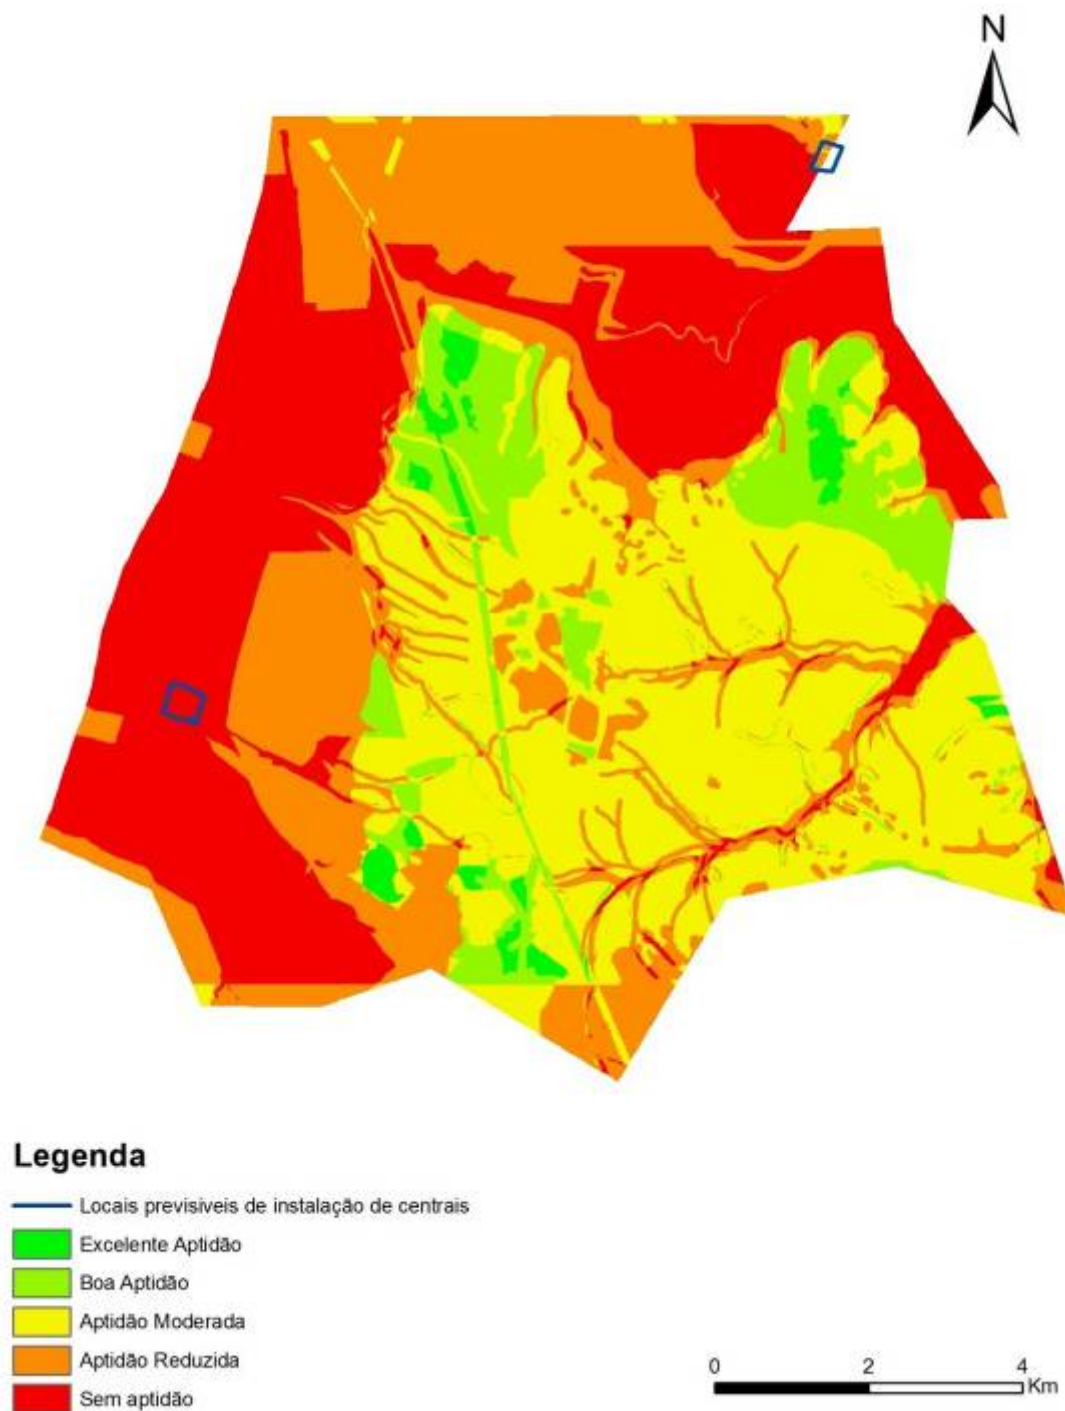 N
Legenda
Locais previsiveis de instalação de centrais
Excelente Aptidão
Boa Aptidão
Aptidão Moderada
Aptidão Reduzida
Sem aptidão
0 2 4
Km